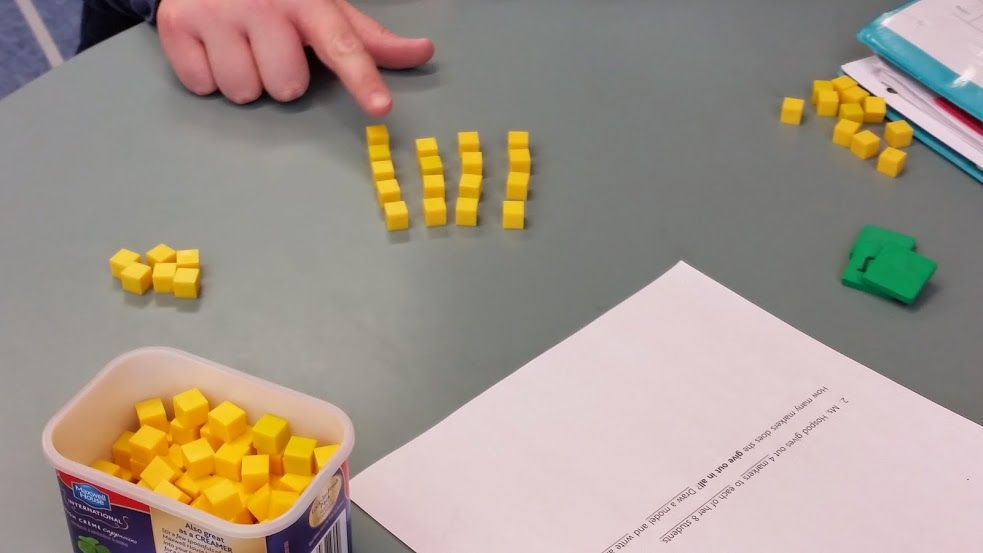 2. Ms. Hospod gives out 4 markers to each of her 8 students
How many markers does she give out in all? Draw a model and write a
Maxwell House
INTERNATIONAL
Also great
as a CREAMER